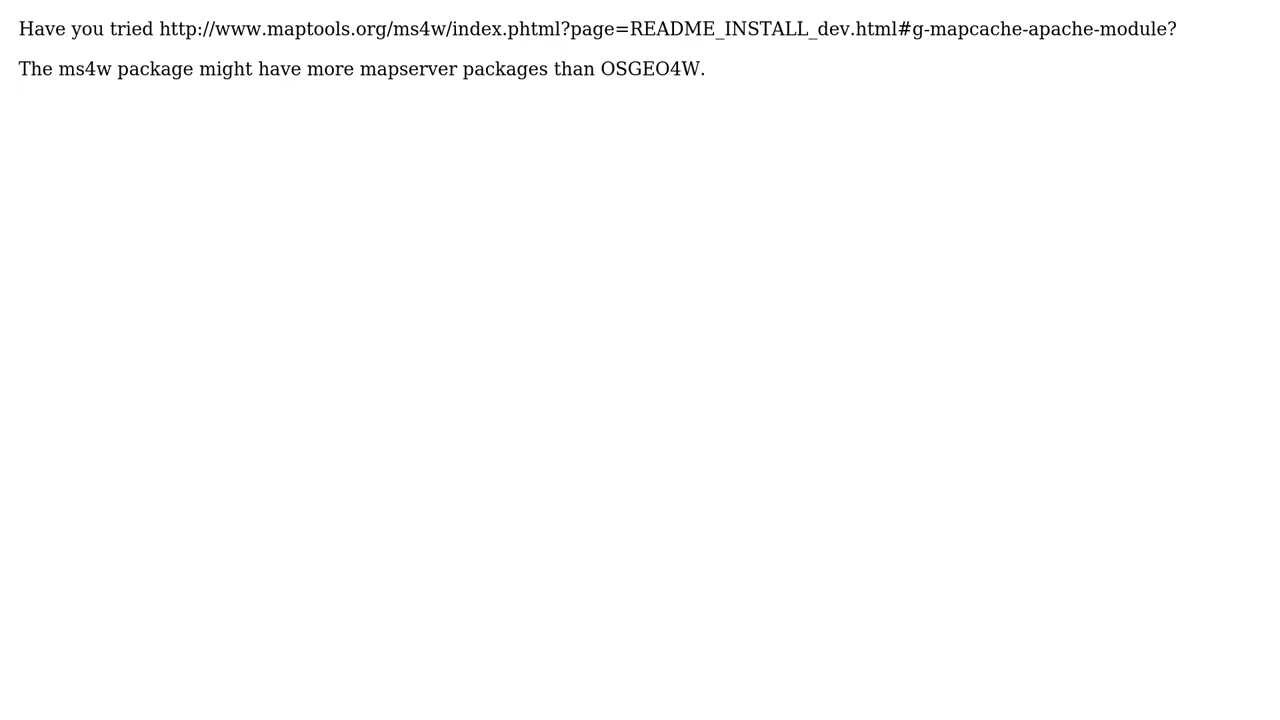 Have you tried http://www.maptools.org/ms4w/index.phtml?page=README_INSTALL_dev.html#g-mapcache-apache-module?
The ms4w package might have more mapserver packages than OSGEO4W.